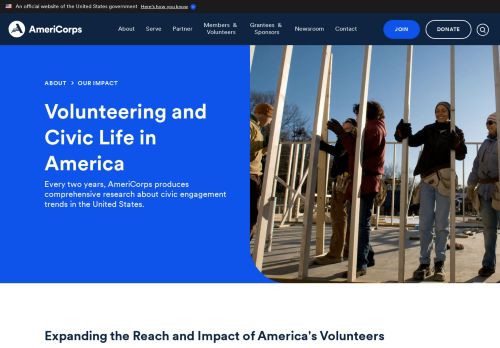 An official website of the United States government Here's how you know
AmeriCorps
About Serve Partner Members & Volunteers Grantees & Sponsors Newsroom Contact JOIN DONATE
ABOUT > OUR IMPACT
Volunteering and
Civic Life in
America
Every two years, AmeriCorps produces
comprehensive research about civic engagement
trends in the United States.
Expanding the Reach and Impact of America's Volunteers